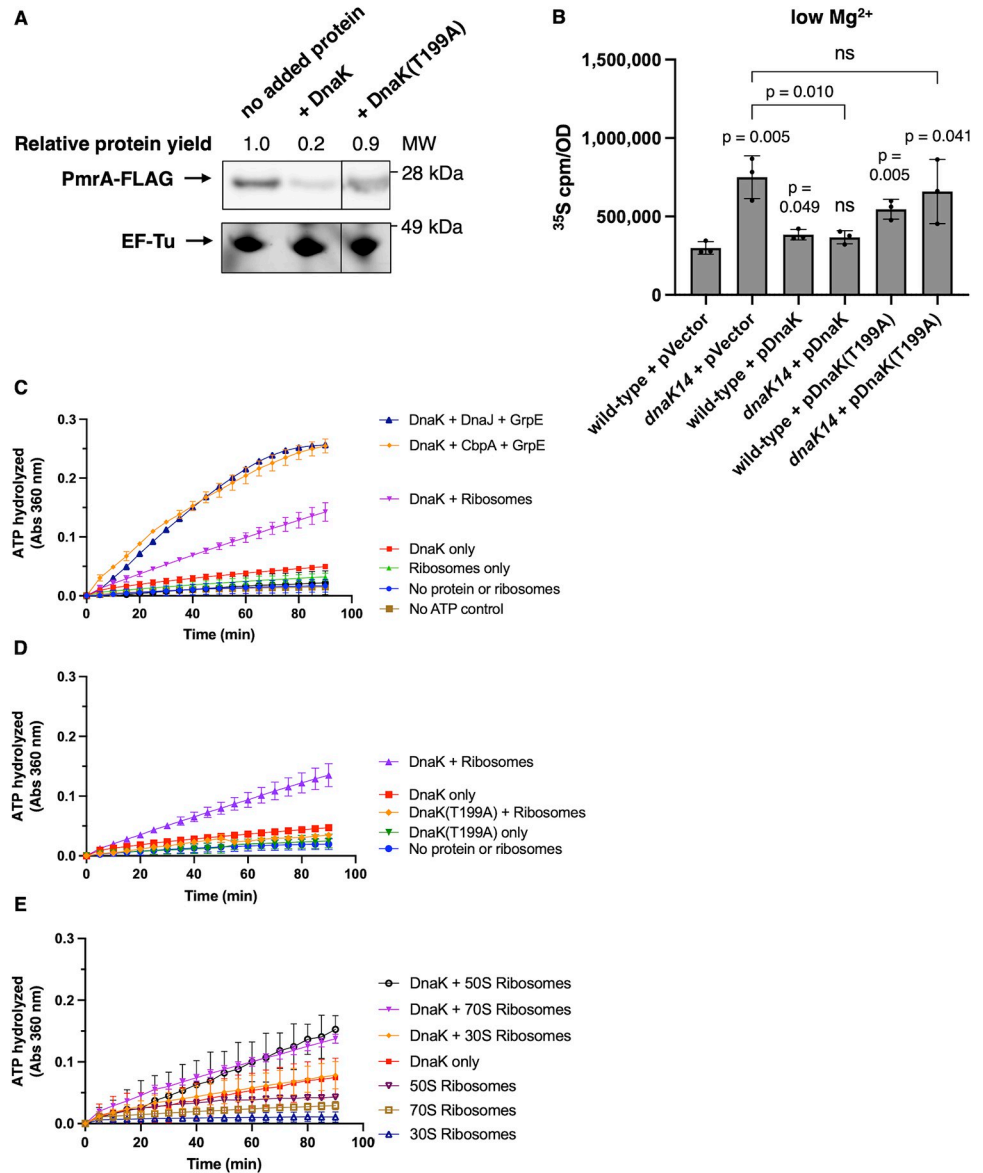 A
no added protein
+ DnaK
+ DnaK(T199A)
Relative protein yield 1.0 0.2 0.9 MW
PmrA-FLAG
28 kDa
EF-Tu
49 kDa
B
low Mg2+
ns
p = 0.010
p = 0.005
p =
0.049
ns
p =
0.005
p = 0.041
35S cpm/OD
1,500,000
1,000,000
500,000
0
wild-type + pVector
dnaK14 + pVector
wild-type + pDnaK
dnaK14 + pDnaK
wild-type + pDnaK(T199A)
dnaK14 + pDnaK(T199A)
C
ATP hydrolyzed
(Abs 360 nm)
0.3
0.2
0.1
0.0
0 20 40 60 80 100
Time (min)
DnaK + DnaJ + GrpE
DnaK + CbpA + GrpE
DnaK + Ribosomes
DnaK only
Ribosomes only
No protein or ribosomes
No ATP control
D
ATP hydrolyzed
(Abs 360 nm)
0.3
0.2
0.1
0.0
0 20 40 60 80 100
Time (min)
DnaK + Ribosomes
DnaK only
DnaK(T199A) + Ribosomes
DnaK(T199A) only
No protein or ribosomes
E
ATP hydrolyzed
(Abs 360 nm)
0.3
0.2
0.1
0.0
0 20 40 60 80 100
Time (min)
DnaK + 50S Ribosomes
DnaK + 70S Ribosomes
DnaK + 30S Ribosomes
DnaK only
50S Ribosomes
70S Ribosomes
30S Ribosomes